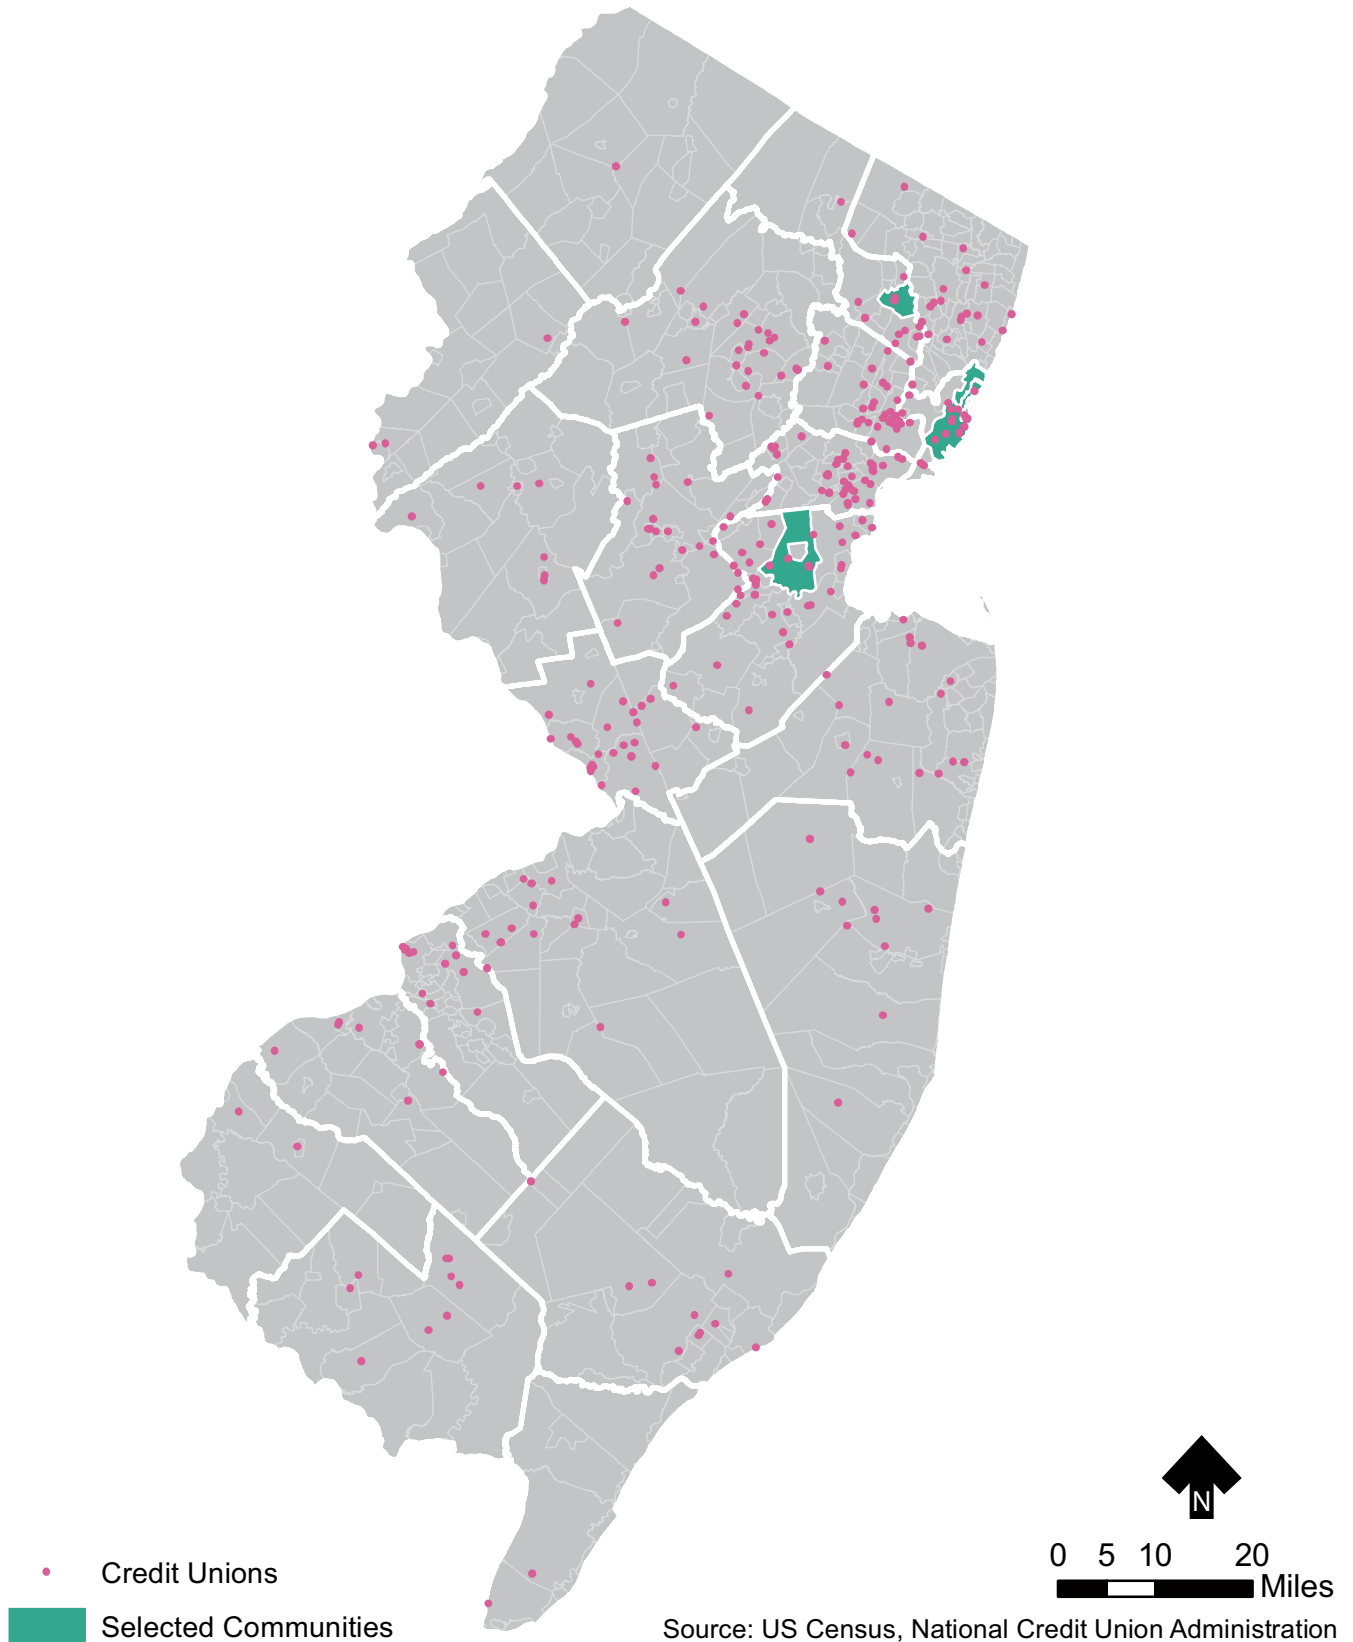 N
0 5 10 20
Miles
Credit Unions
Selected Communities
Source: US Census, National Credit Union Administration